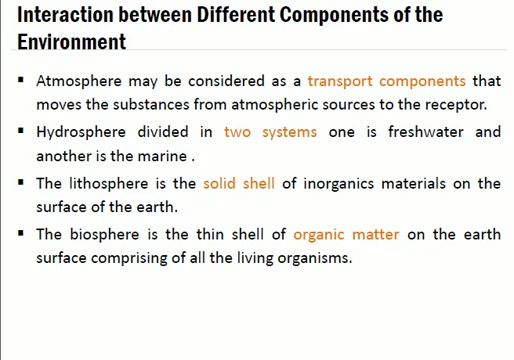 Interaction between Different Components of the
Environment
▪ Atmosphere may be considered as a transport components that
moves the substances from atmospheric sources to the receptor.
▪ Hydrosphere divided in two systems one is freshwater and
another is the marine .
▪ The lithosphere is the solid shell of inorganics materials on the
surface of the earth.
▪ The biosphere is the thin shell of organic matter on the earth
surface comprising of all the living organisms.